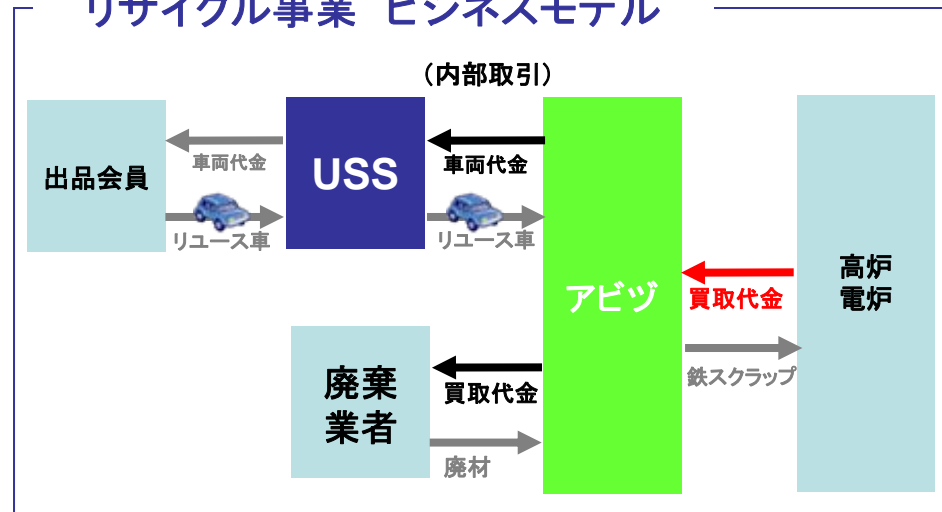 リサイクル事業 ビジネスモデル
(内部取引)
出品会員
車両代金
リユース車
USS
車両代金
リユース車
アビヅ
買取代金
鉄スクラップ
高炉
電炉
廃棄
業者
買取代金
廃材